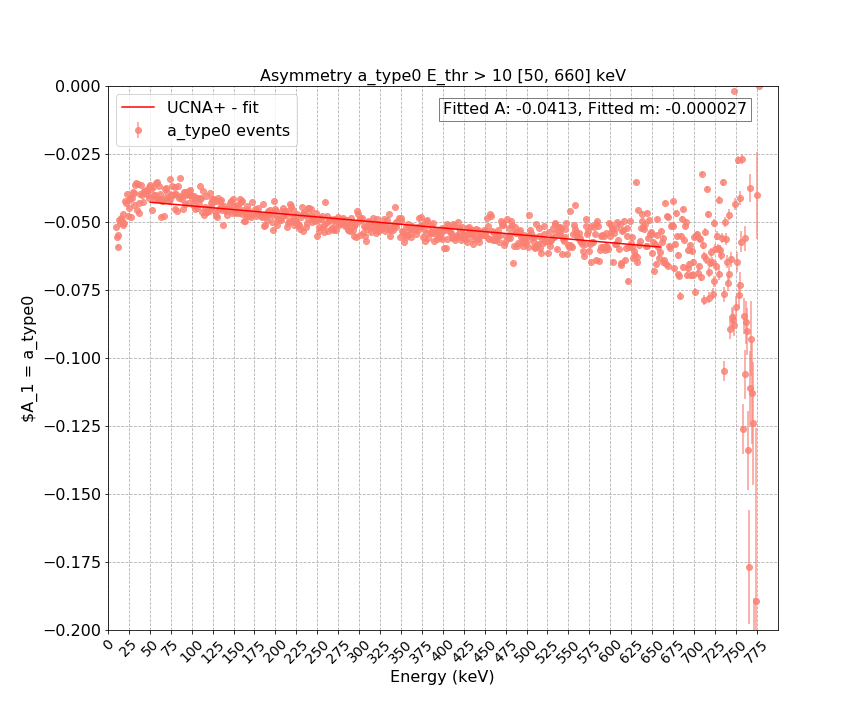 Asymmetry a_type0 E_thr > 10 [50, 660] keV
UCNA+ - fit
a_type0 events
Fitted A: -0.0413, Fitted m: -0.000027
$A_1 = a_type0
0.000
−0.025
−0.050
−0.075
−0.100
−0.125
−0.150
−0.175
−0.200
0 25 50 75 100 125 150 175 200 225 250 275 300 325 350 375 400 425 450 475 500 525 550 575 600 625 650 675 700 725 750 775
Energy (keV)